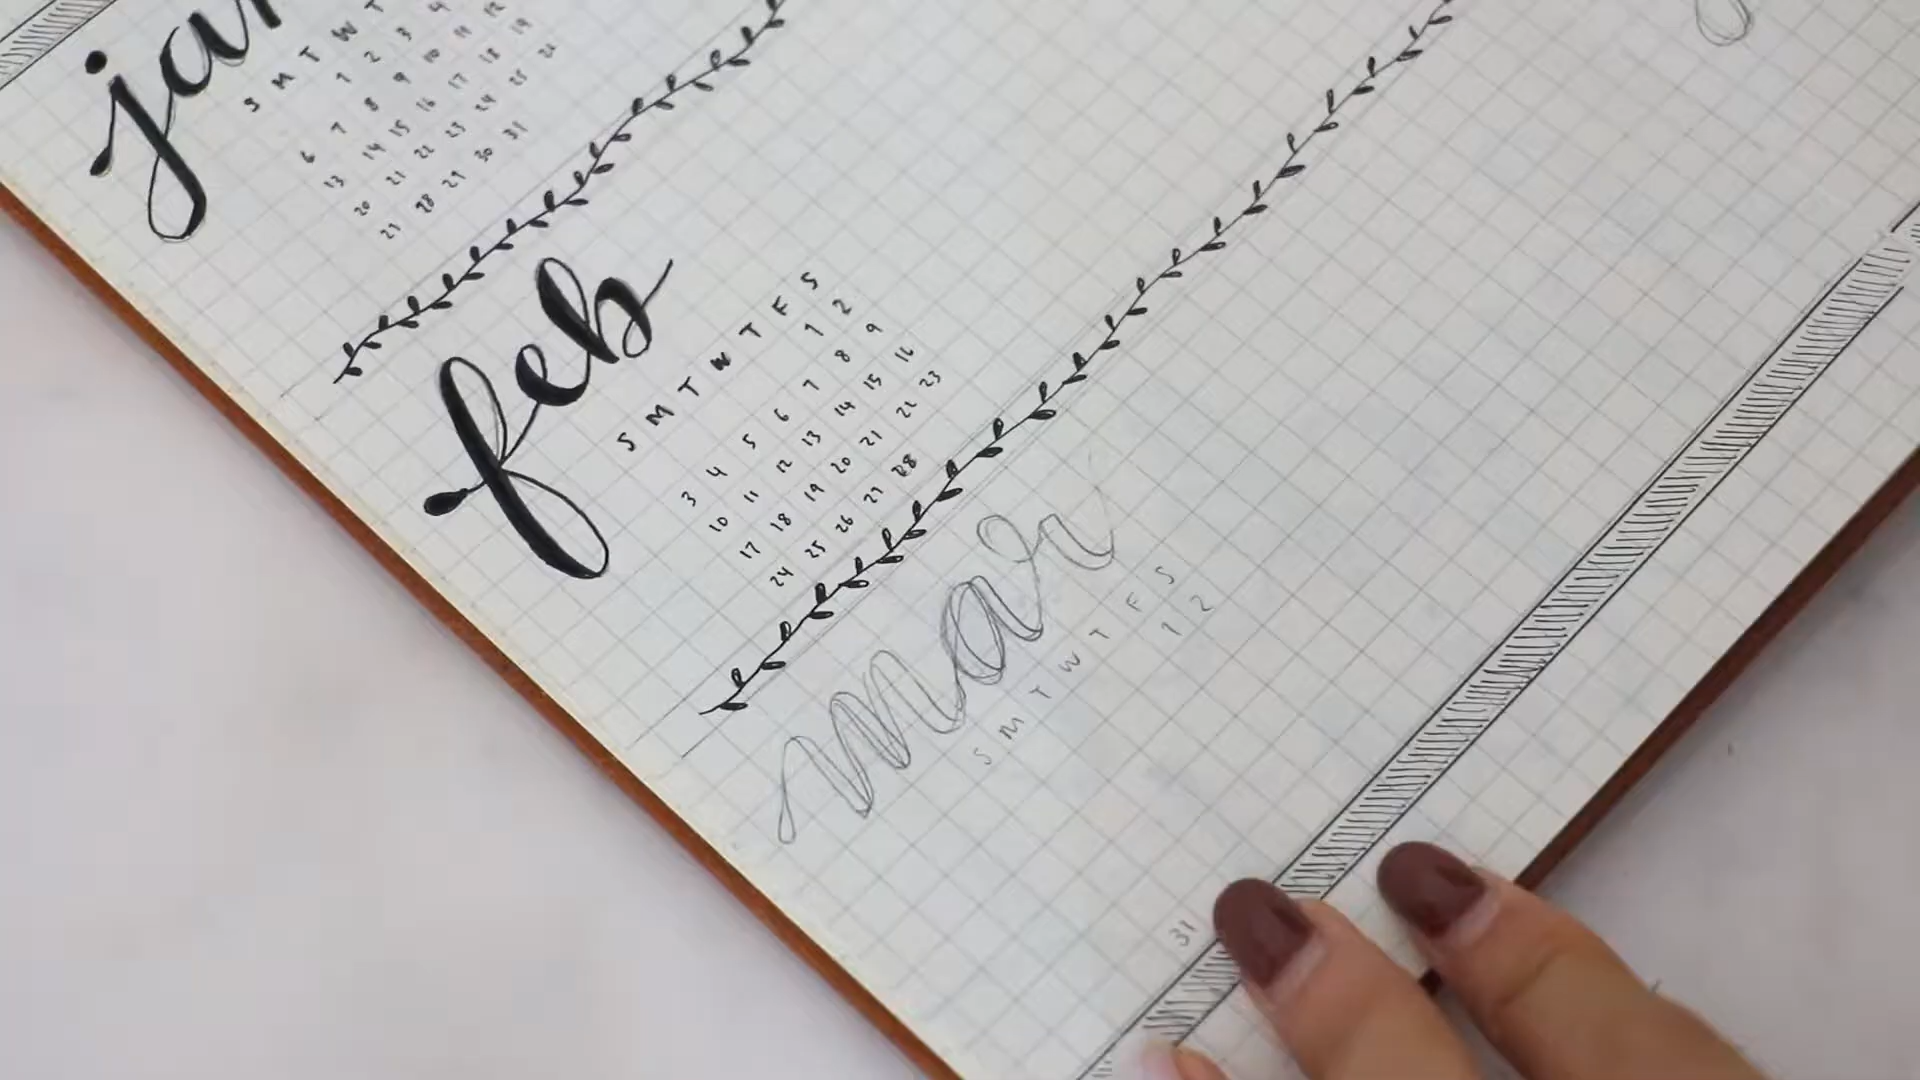 jan
S M T W T
1 2 3 4
6 7 8 9 10 11 12
13 14 15 16 17 18 19
20 21 22 23 24 25 26
27 28 29 30 31
feb
S M T W T F S
1 2
3 4 5 6 7 8 9
10 11 12 13 14 15 16
17 18 19 20 21 22 23
24 25 26 27 28
mar
S M T W T F S
1 2
31